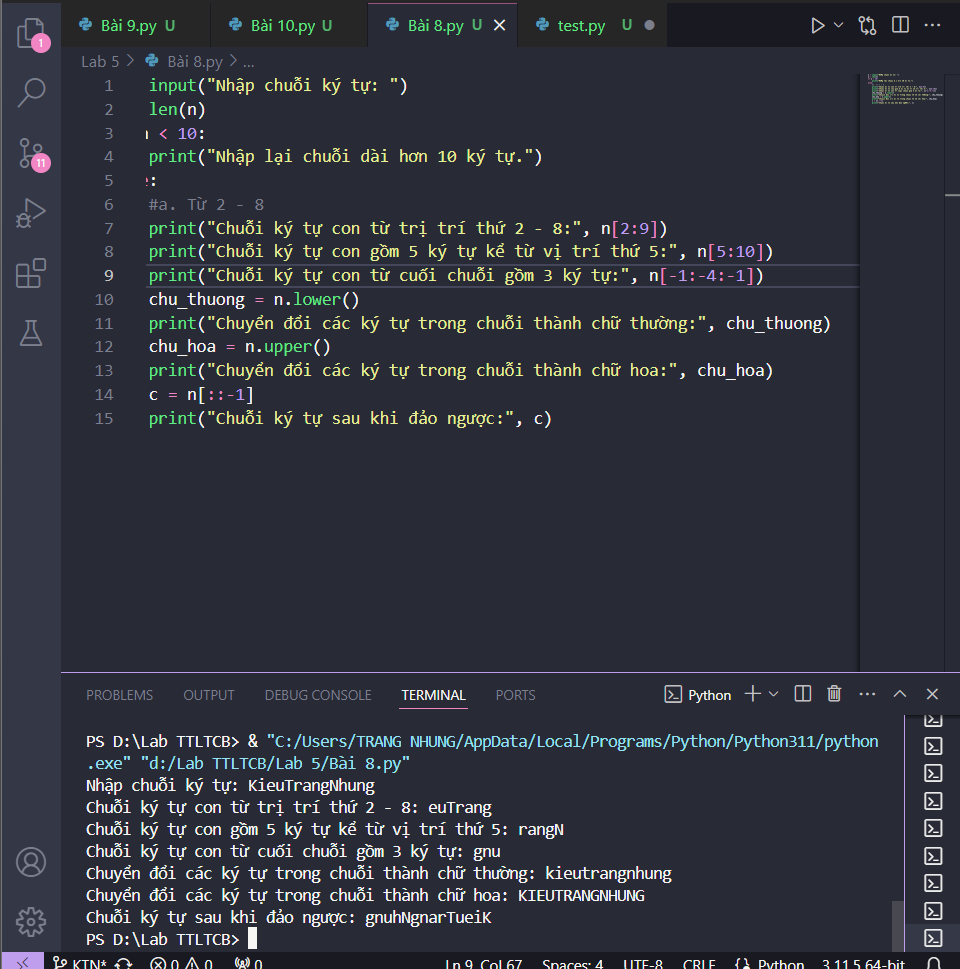 Bài 9.py U
Bài 10.py U
Bài 8.py U
test.py U
Lab 5 > Bài 8.py > ...
1 input("Nhập chuỗi ký tự: ")
2 len(n)
3 < 10:
4 print("Nhập lại chuỗi dài hơn 10 ký tự.")
5 :
6 #a. Từ 2 - 8
7 print("Chuỗi ký tự con từ trị trí thứ 2 - 8:", n[2:9])
8 print("Chuỗi ký tự con gồm 5 ký tự kể từ vị trí thứ 5:", n[5:10])
9 print("Chuỗi ký tự con từ cuối chuỗi gồm 3 ký tự:", n[-1:-4:-1])
10 chu_thuong = n.lower()
11 print("Chuyển đổi các ký tự trong chuỗi thành chữ thường:", chu_thuong)
12 chu_hoa = n.upper()
13 print("Chuyển đổi các ký tự trong chuỗi thành chữ hoa:", chu_hoa)
14 c = n[::-1]
15 print("Chuỗi ký tự sau khi đảo ngược:", c)
1
11
PROBLEMS OUTPUT DEBUG CONSOLE TERMINAL PORTS
Python
PS D:\Lab TTLTCB> & "C:/Users/TRANG NHUNG/AppData/Local/Programs/Python/Python311/python
.exe" "d:/Lab TTLTCB/Lab 5/Bài 8.py"
Nhập chuỗi ký tự: KieuTrangNhung
Chuỗi ký tự con từ trị trí thứ 2 - 8: euTrang
Chuỗi ký tự con gồm 5 ký tự kể từ vị trí thứ 5: rangN
Chuỗi ký tự con từ cuối chuỗi gồm 3 ký tự: gnu
Chuyển đổi các ký tự trong chuỗi thành chữ thường: kieutrangnhung
Chuyển đổi các ký tự trong chuỗi thành chữ hoa: KIEUTRANGNHUNG
Chuỗi ký tự sau khi đảo ngược: gnuhNgnarTueiK
PS D:\Lab TTLTCB>
KTN* 0 0 0 Ln 9, Col 67 Spaces: 4 UTF-8 CRLF Python 3.11.5 64-bit